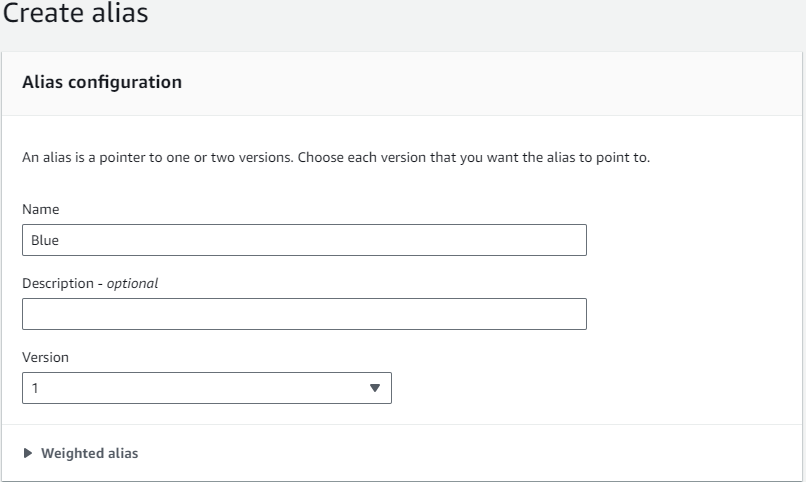 Create alias
Alias configuration
An alias is a pointer to one or two versions. Choose each version that you want the alias to point to.
Name
Blue
Description - optional
Version
1
Weighted alias